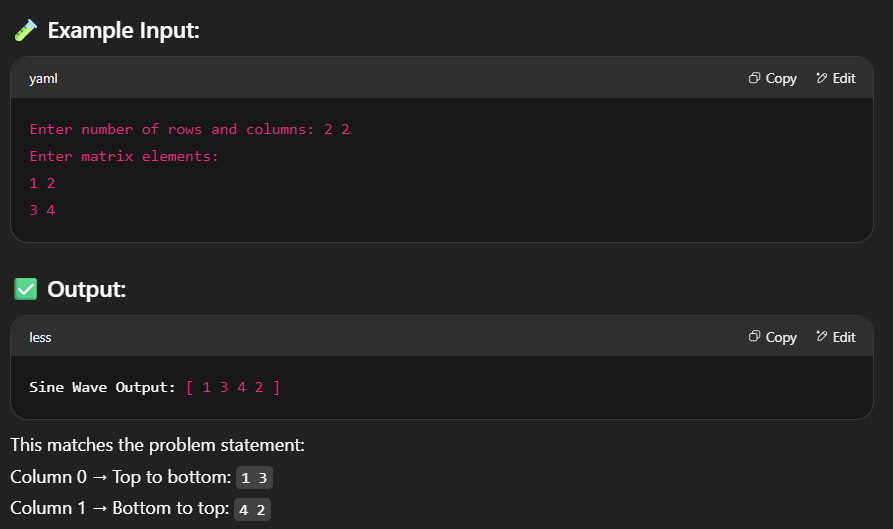 🧪 Example Input:
yaml
Copy
Edit
Enter number of rows and columns: 2 2
Enter matrix elements:
1 2
3 4
✅ Output:
less
Copy
Edit
Sine Wave Output: [ 1 3 4 2 ]
This matches the problem statement:
Column 0 → Top to bottom: 1 3
Column 1 → Bottom to top: 4 2